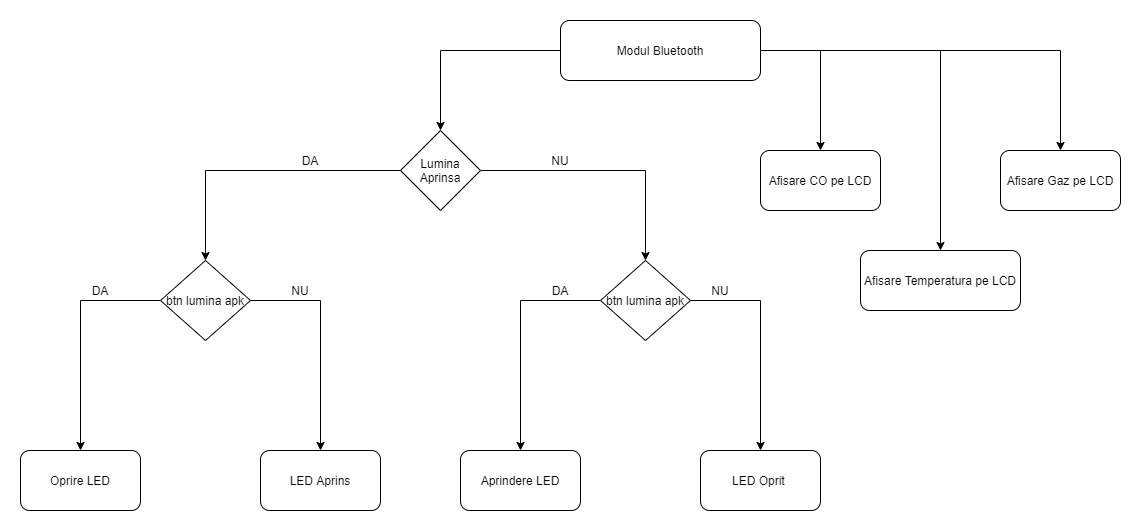 Modul Bluetooth
Lumina
Aprinsa
DA
NU
Afisare CO pe LCD
Afisare Gaz pe LCD
Afisare Temperatura pe LCD
btn lumina apk
DA
NU
btn lumina apk
DA
NU
Oprire LED
LED Aprins
Aprindere LED
LED Oprit